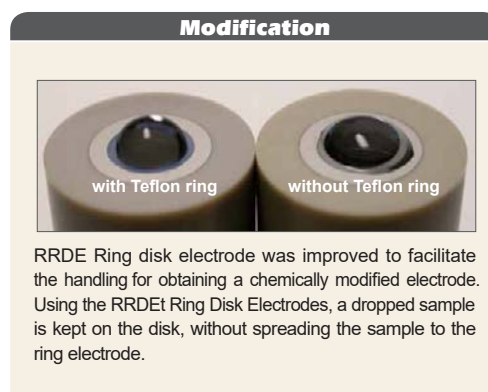 Modification
with Teflon ring
without Teflon ring
RRDE Ring disk electrode was improved to facilitate
the handling for obtaining a chemically modified electrode.
Using the RRDEt Ring Disk Electrodes, a dropped sample
is kept on the disk, without spreading the sample to the
ring electrode.